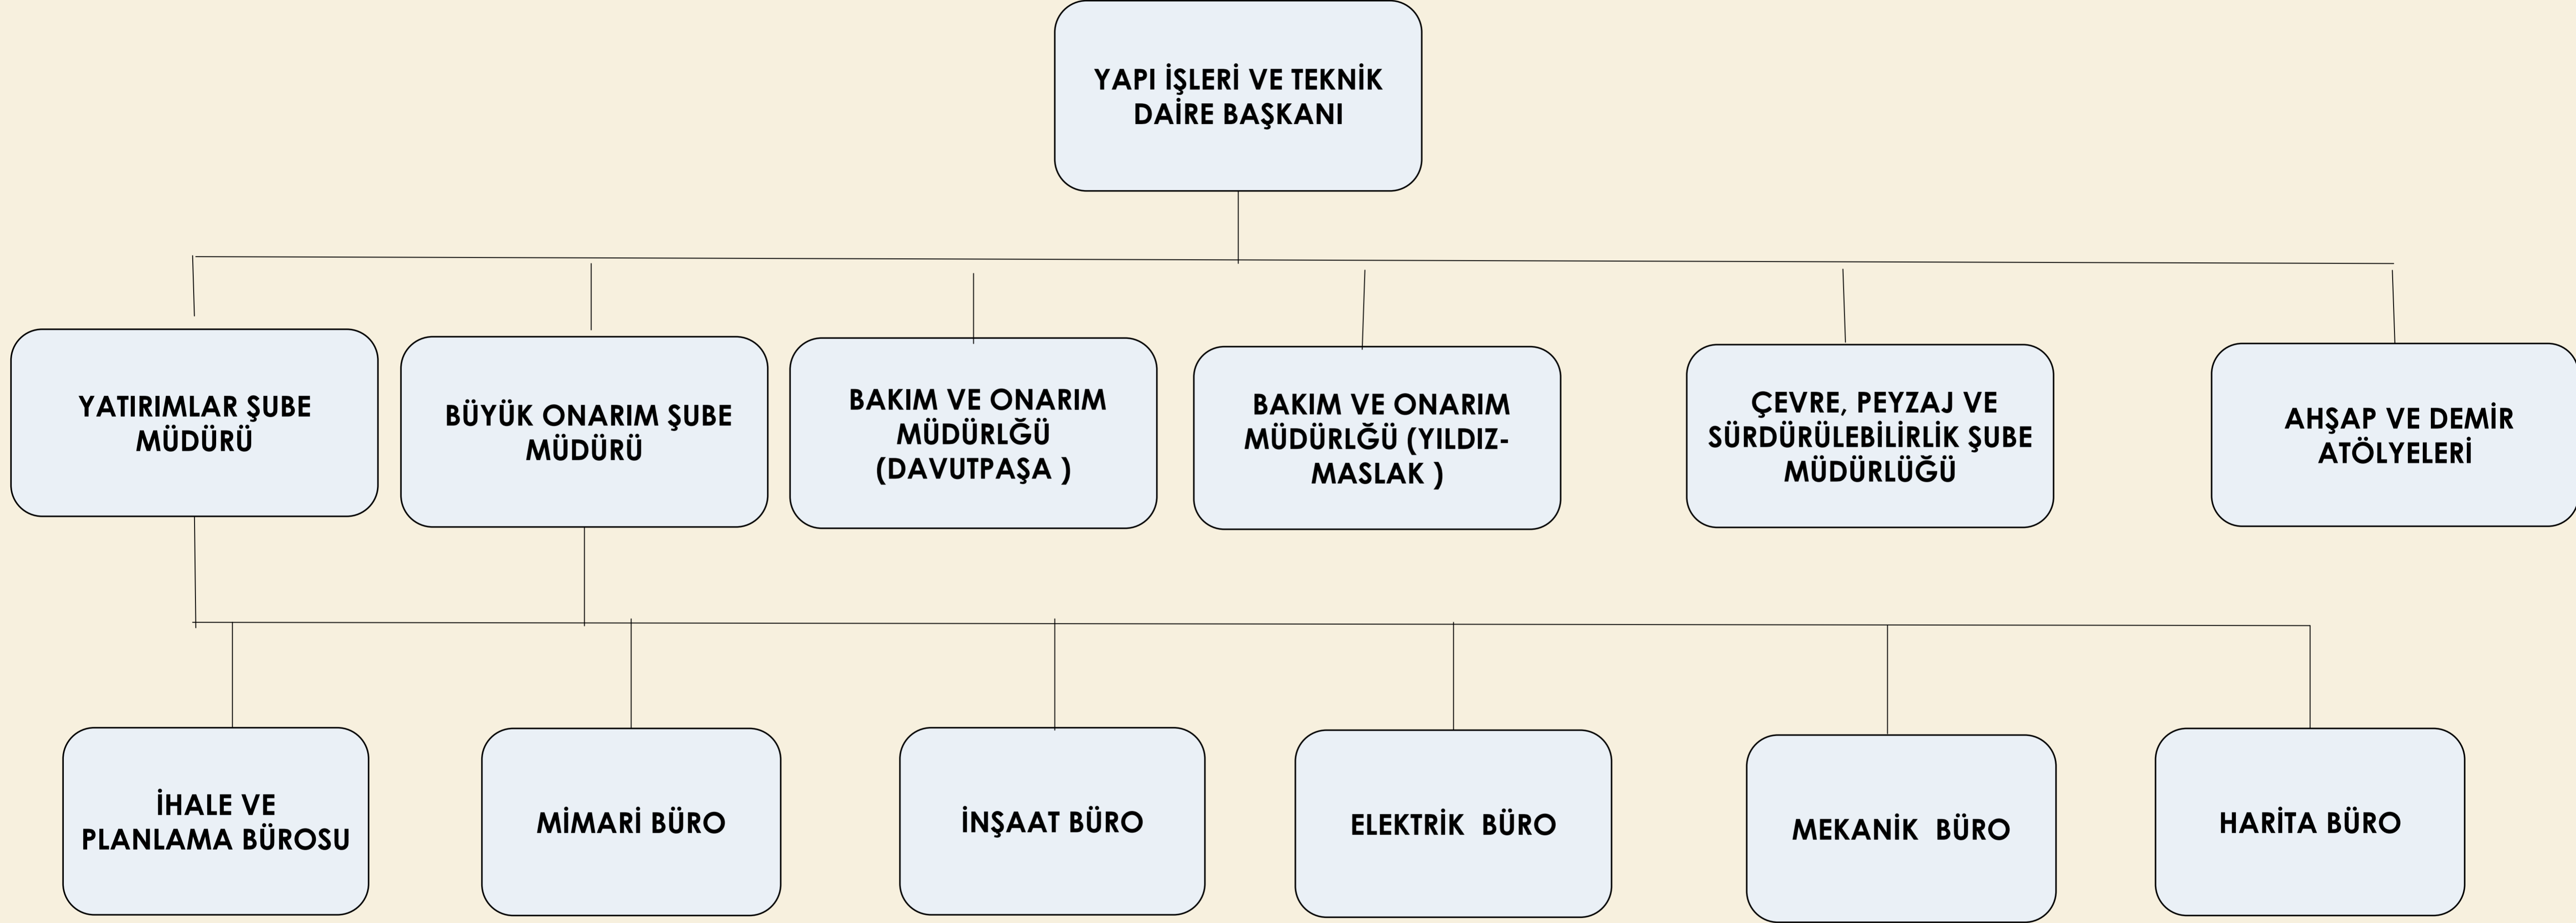 YAPI İŞLERİ VE TEKNİK
DAİRE BAŞKANI
YATIRIMLAR ŞUBE
MÜDÜRÜ
BÜYÜK ONARIM ŞUBE
MÜDÜRÜ
BAKIM VE ONARIM
MÜDÜRLĞÜ
(DAVUTPAŞA )
BAKIM VE ONARIM
MÜDÜRLĞÜ (YILDIZ-
MASLAK )
ÇEVRE, PEYZAJ VE
SÜRDÜRÜLEBİLİRLİK ŞUBE
MÜDÜRLÜĞÜ
AHŞAP VE DEMİR
ATÖLYELERİ
İHALE VE
PLANLAMA BÜROSU
MİMARİ BÜRO
İNŞAAT BÜRO
ELEKTRİK  BÜRO
MEKANİK  BÜRO
HARİTA BÜRO